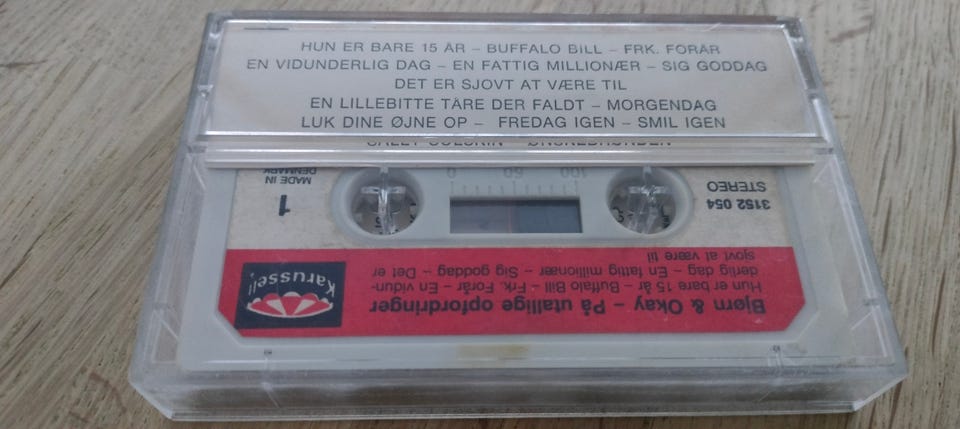 HUN ER BARE 15 ÅR – BUFFALO BILL – FRK. FORÅR
EN VIDUNDERLIG DAG – EN FATTIG MILLIONÆR – SIG GODDAG
DET ER SJOVT AT VÆRE TIL
EN LILLEBITTE TÅRE DER FALDT – MORGENDAG
LUK DINE ØJNE OP – FREDAG IGEN – SMIL IGEN
SALLY SOLSKIN – ØNSKEBRØNDEN
MADE IN
DENMARK
1
0 50 100
3152 054
STEREO
Karussell
Bjørn & Okay – På utallige opfordringer
Hun er bare 15 år – Buffalo Bill – Frk. Forår – En vidun-
derlig dag – En fattig millionær – Sig goddag – Det er
sjovt at være til